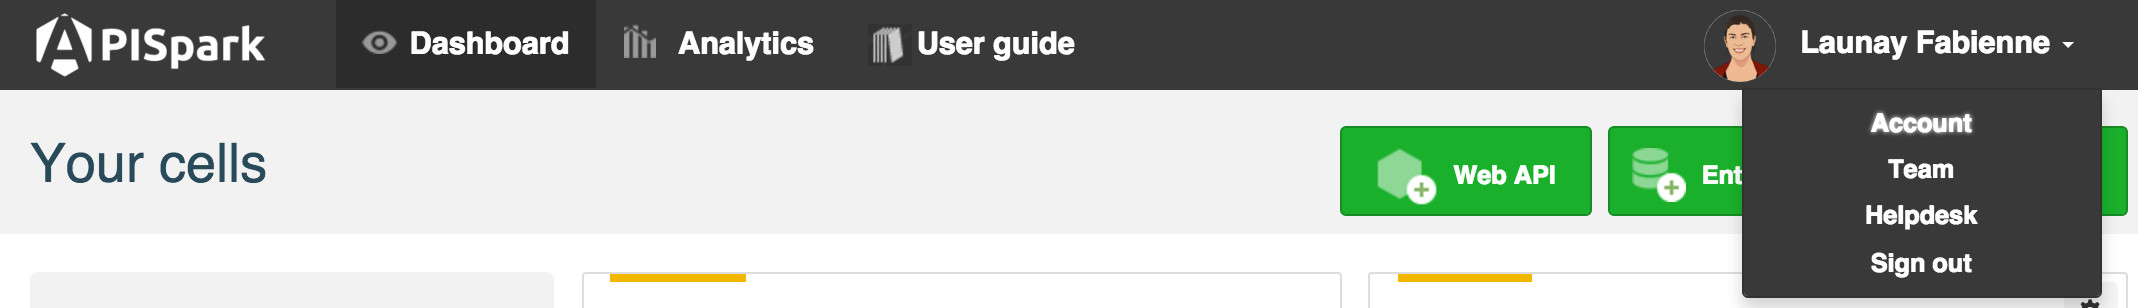 APISpark
Dashboard
Analytics
User guide
Launay Fabienne
Account
Team
Helpdesk
Sign out
Your cells
Web API
Ent